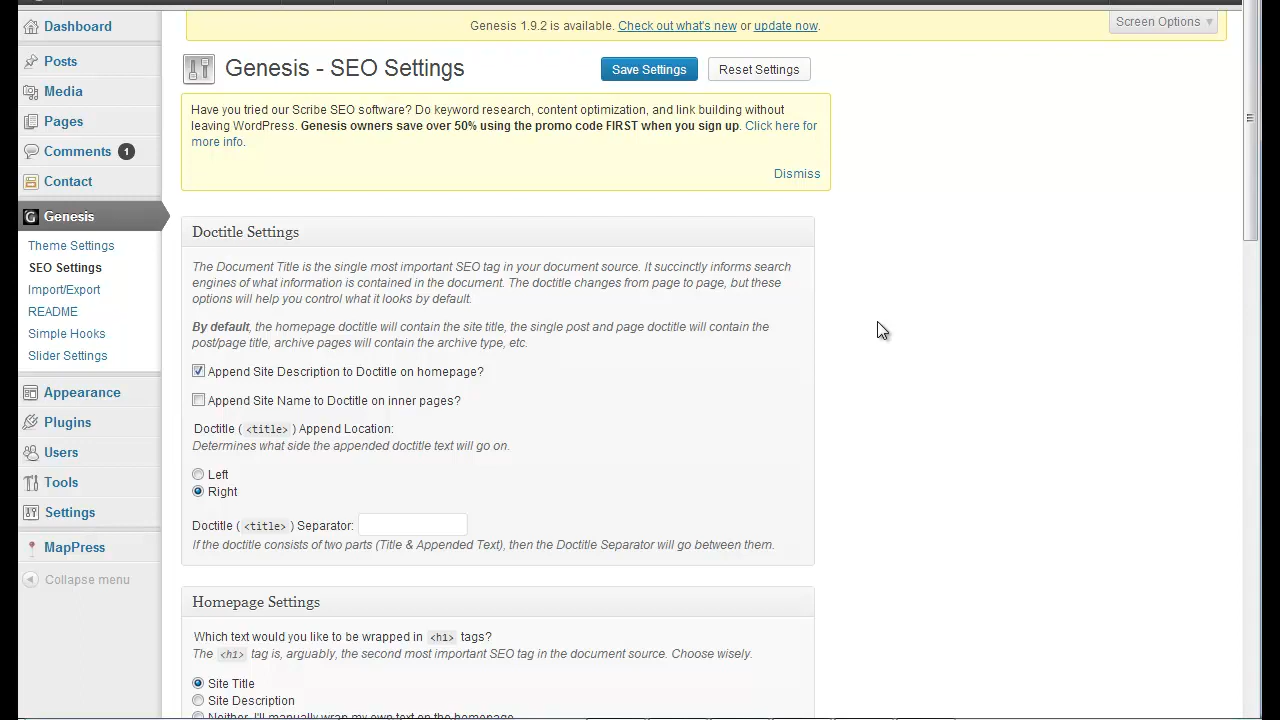 Dashboard
Posts
Media
Pages
Comments 1
Contact
Genesis
Theme Settings
SEO Settings
Import/Export
README
Simple Hooks
Slider Settings
Appearance
Plugins
Users
Tools
Settings
MapPress
Collapse menu
Genesis 1.9.2 is available. Check out what's new or update now.
Screen Options
Genesis - SEO Settings
Save Settings
Reset Settings
Have you tried our Scribe SEO software? Do keyword research, content optimization, and link building without
leaving WordPress. Genesis owners save over 50% using the promo code FIRST when you sign up. Click here for
more info.
Dismiss
Doctitle Settings
The Document Title is the single most important SEO tag in your document source. It succinctly informs search
engines of what information is contained in the document. The doctitle changes from page to page, but these
options will help you control what it looks by default.
By default, the homepage doctitle will contain the site title, the single post and page doctitle will contain the
post/page title, archive pages will contain the archive type, etc.
Append Site Description to Doctitle on homepage?
Append Site Name to Doctitle on inner pages?
Doctitle ( <title> ) Append Location:
Determines what side the appended doctitle text will go on.
Left
Right
Doctitle ( <title> ) Separator:
If the doctitle consists of two parts (Title & Appended Text), then the Doctitle Separator will go between them.
Homepage Settings
Which text would you like to be wrapped in <h1> tags?
The <h1> tag is, arguably, the second most important SEO tag in the document source. Choose wisely.
Site Title
Site Description
Neither. I'll manually wrap my own text on the homepage